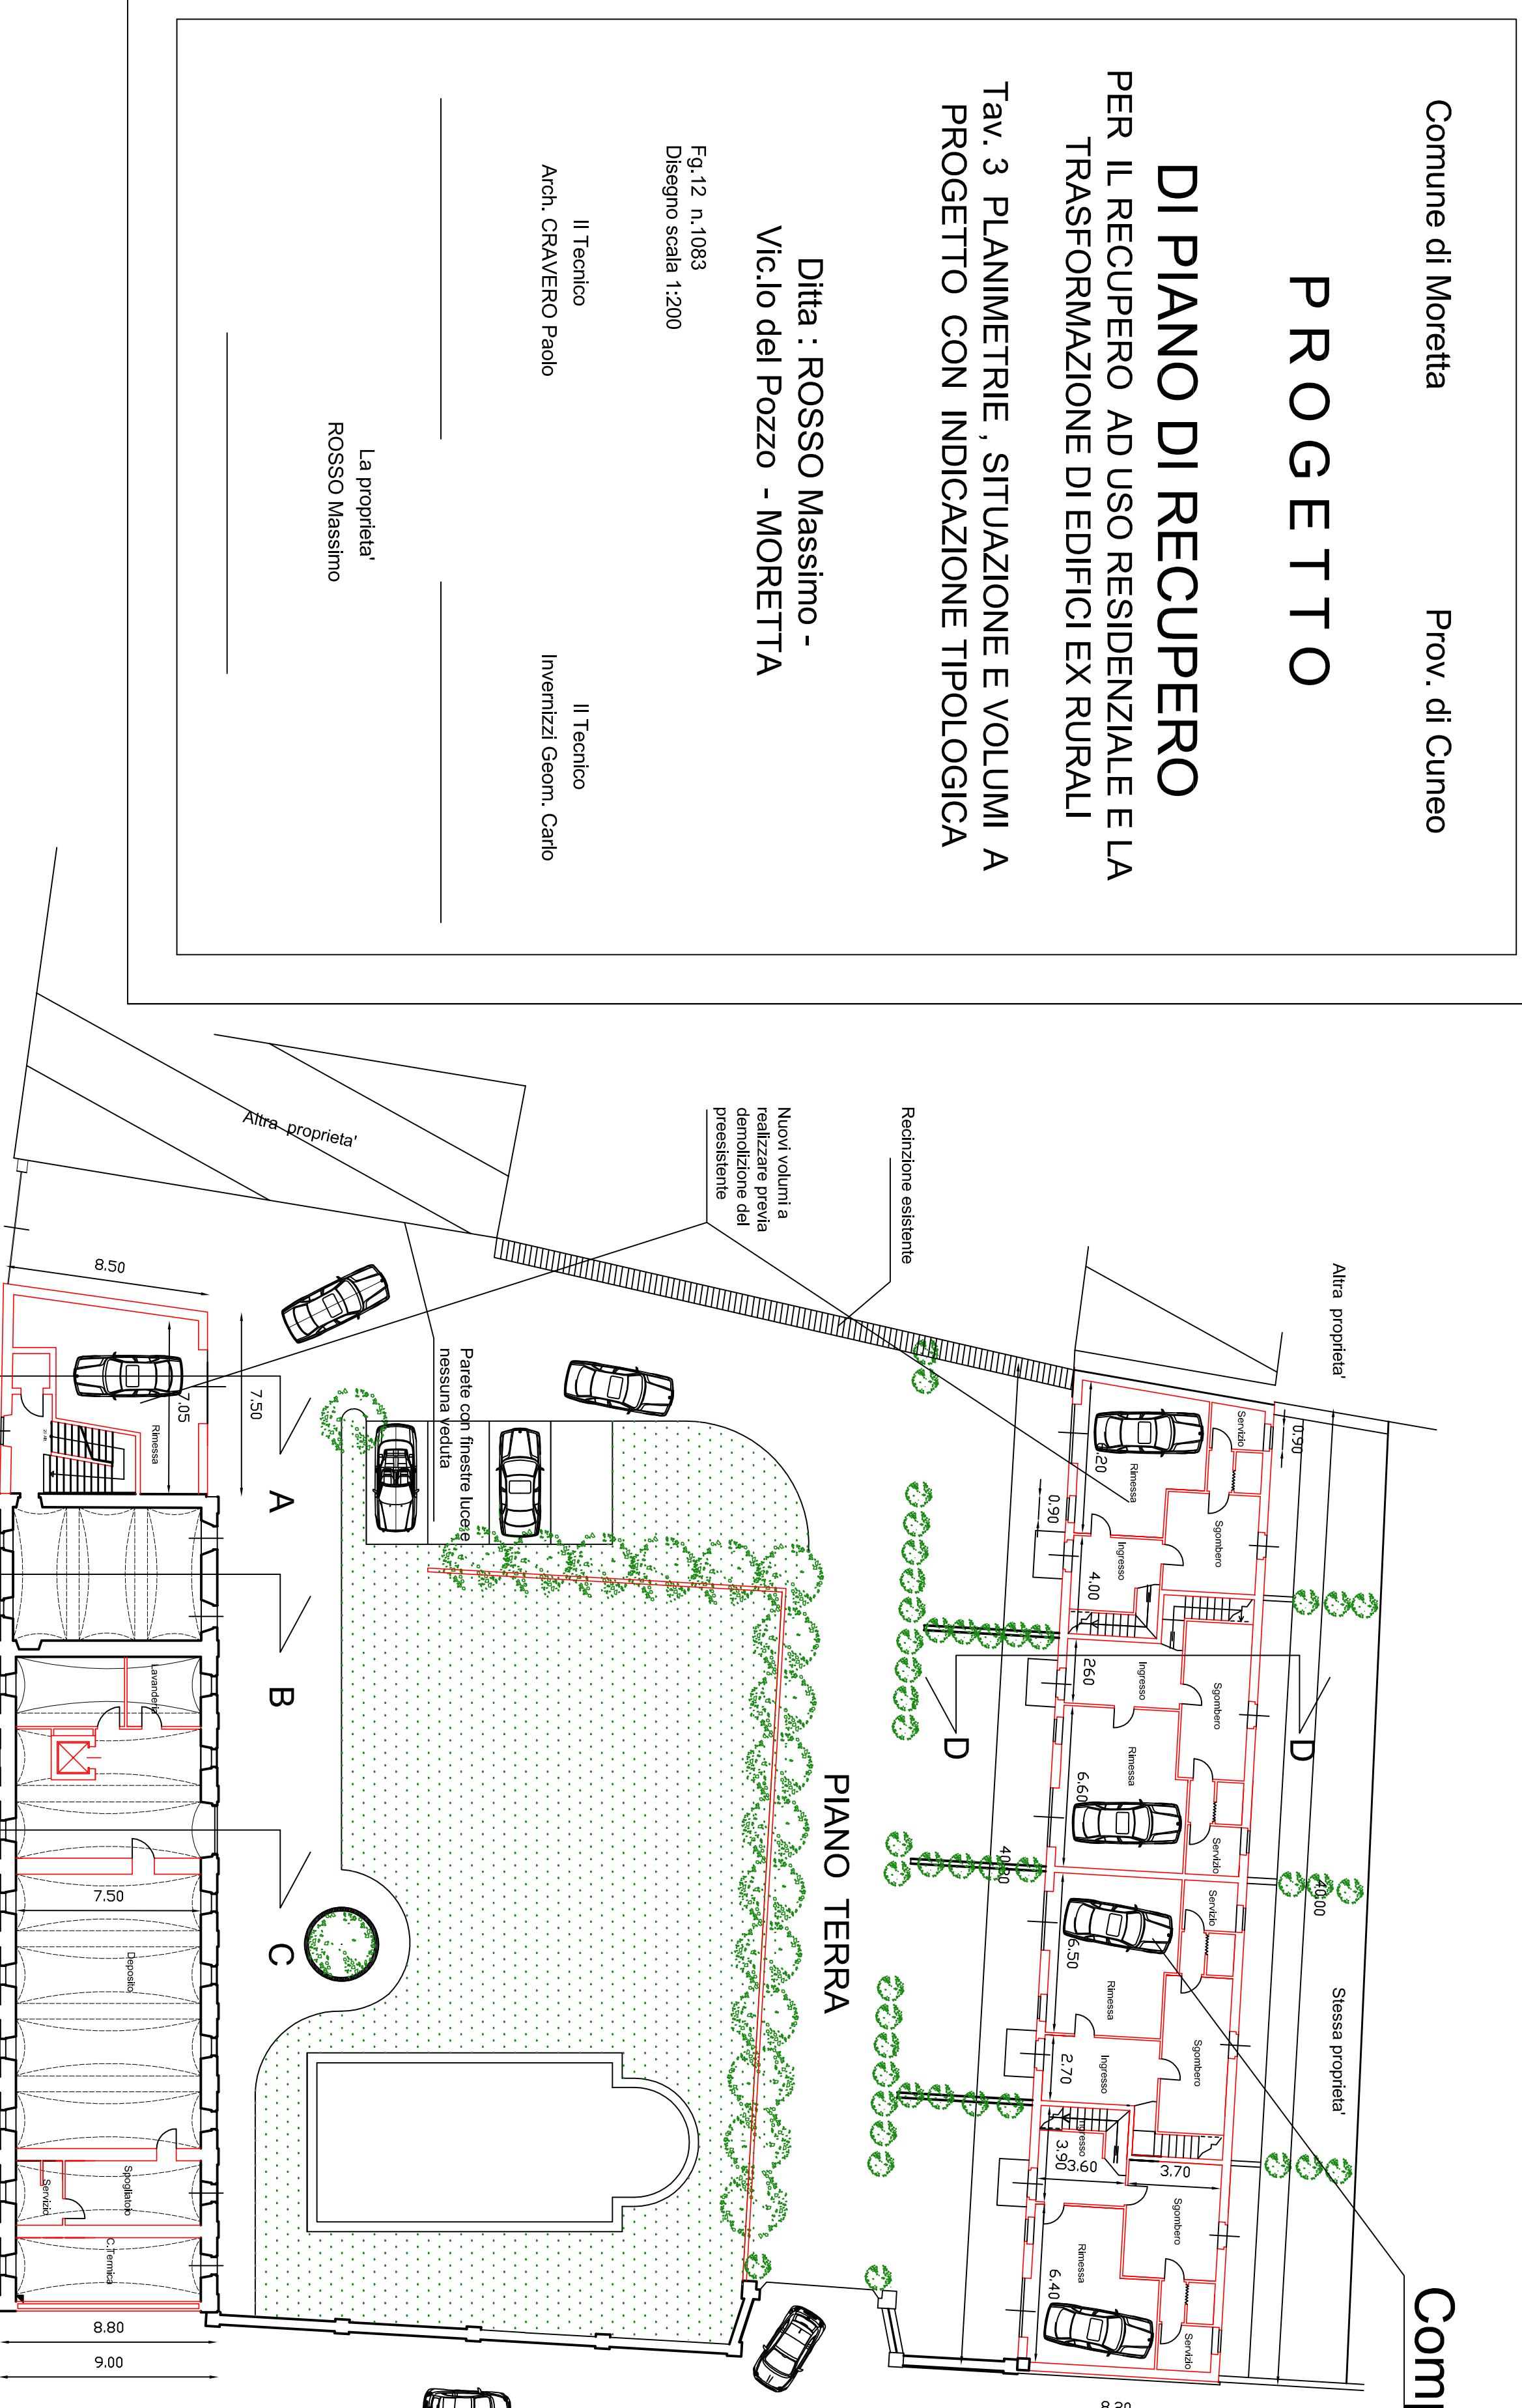 Comune di Moretta
Prov. di Cuneo
P R O G E T T O
DI PIANO DI RECUPERO
PER IL RECUPERO AD USO RESIDENZIALE E LA
TRASFORMAZIONE DI EDIFICI EX RURALI
Tav. 3 PLANIMETRIE , SITUAZIONE E VOLUMI A
PROGETTO CON INDICAZIONE TIPOLOGICA
Ditta : ROSSO Massimo -
Vic.lo del Pozzo - MORETTA
Fg.12 n.1083
Disegno scala 1:200
Il Tecnico
Arch. CRAVERO Paolo
Il Tecnico
Invernizzi Geom. Carlo
La proprieta'
ROSSO Massimo
Altra proprieta'
Stessa proprieta'
40.00
0.90
Servizio
Sgombero
Sgombero
Servizio
Servizio
Sgombero
Sgombero
Servizio
Rimessa
Ingresso
4.00
0.90
Ingresso
260
Rimessa
6.60
6.50
Rimessa
Ingresso
2.70
Ingresso
3.90
3.60
3.70
Rimessa
6.40
D
D
Recinzione esistente
Nuovi volumi a
realizzare previa
demolizione del
preesistente
Altra proprieta'
PIANO TERRA
Parete con finestre luce e
nessuna veduta
A
B
C
8.50
7.50
7.05
Rimessa
Lavanderia
7.50
Deposito
Spogliatoio
Servizio
C.Termica
8.80
9.00